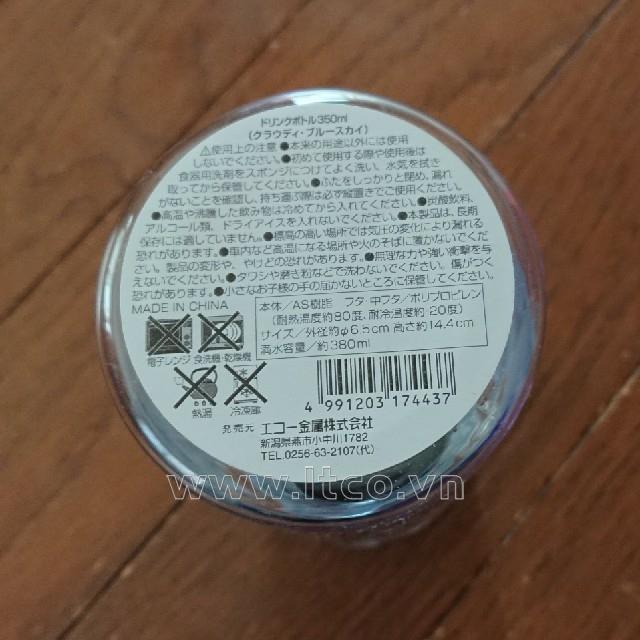 ドリンクボトル350ml
(クラウディ・ブルースカイ)
⚠使用上の注意 ●本来の用途以外には使用
しないでください。●初めて使用する際や使用後は
食器用洗剤をスポンジにつけてよく洗い、水気を拭き
取ってから保管してください。●ふたをしっかりと閉め、漏れ
がないことを確認し、持ち運ぶ際は必ず縦置きでご使用ください。
●高温や沸騰した飲み物は冷めてから入れてください。●炭酸飲料、
アルコール類、ドライアイスを入れないでください。●本製品は、長期
保存には適していません。●標高の高い場所では気圧の変化により漏れる
恐れがあります。●車内など高温になる場所や火のそばに置かないでくだ
さい。製品の変形や、やけどの恐れがあります。●無理な力や強い衝撃を与
えないでください。●タワシや磨き粉などで洗わないでください。傷がつく
恐れがあります。●小さなお子様の手の届かないところに保管してください。
MADE IN CHINA
本体/AS樹脂 フタ・中フタ/ポリプロピレン
(耐熱温度約80度、耐冷温度約-20度)
サイズ/外径約φ6.5cm 高さ約14.4cm
満水容量/約380ml
電子レンジ 食洗機・乾燥機
熱湯 冷凍庫
4 991203 174437
発売元 エコー金属株式会社
新潟県燕市小中川1782
TEL.0256-63-2107(代)
www.ltco.vn